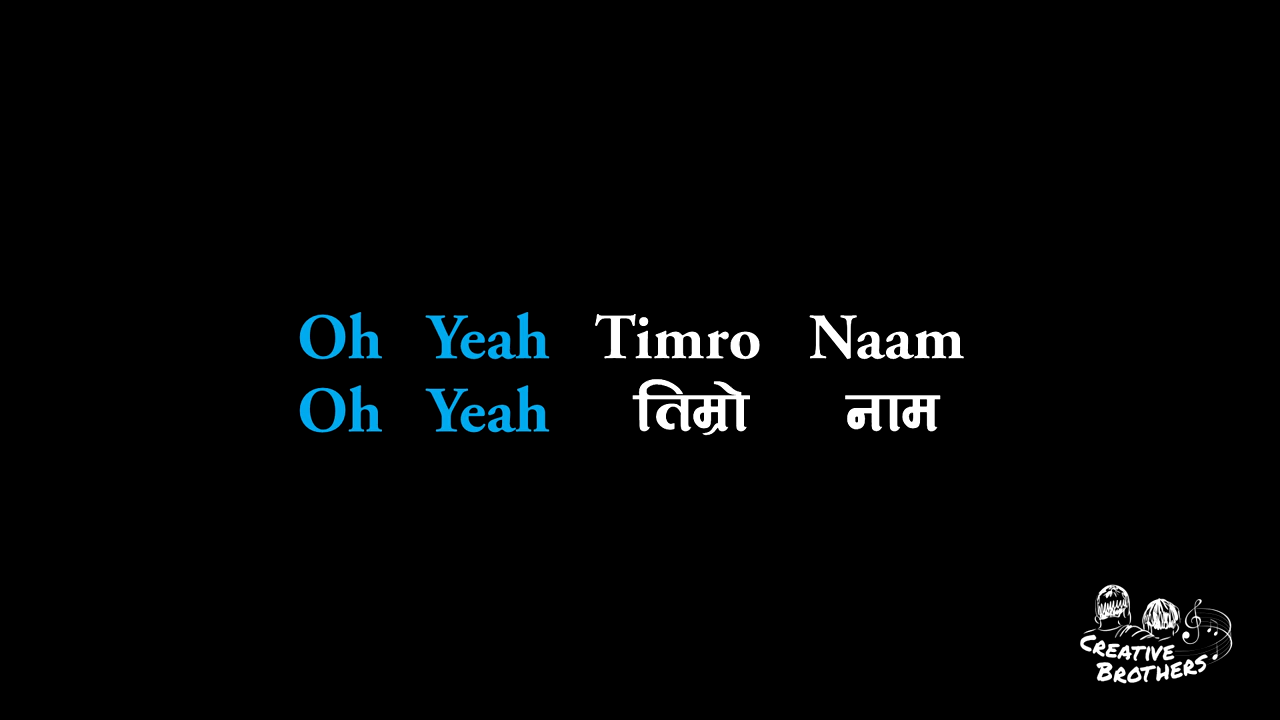 Oh Yeah Timro Naam
Oh Yeah तिम्रो नाम
CREATIVE
BROTHERS